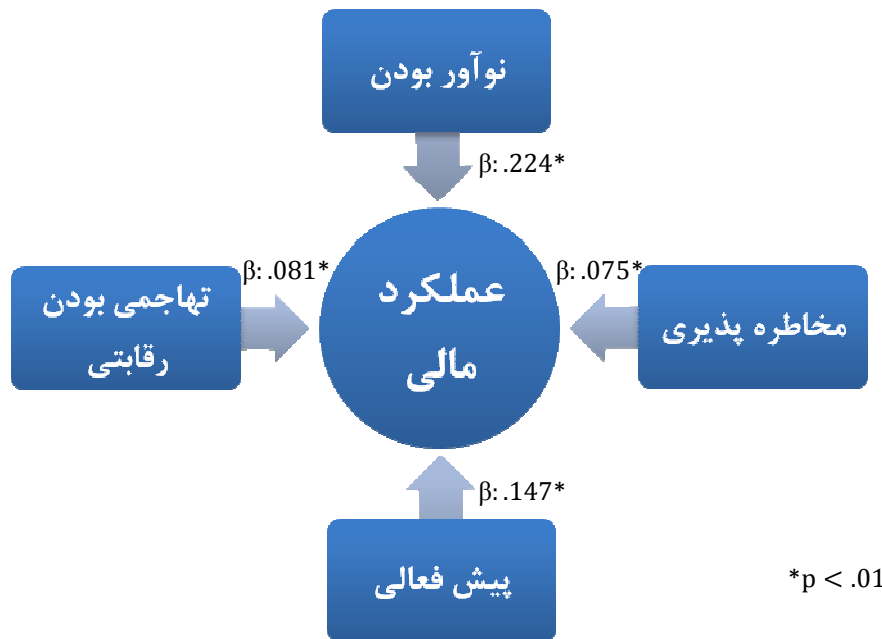 نوآور بودن
β: .224*
تهاجمی بودن
رقابتی
β: .081*
عملکرد
مالی
β: .075*
مخاطره پذیری
β: .147*
پیش فعالی
*p < .01